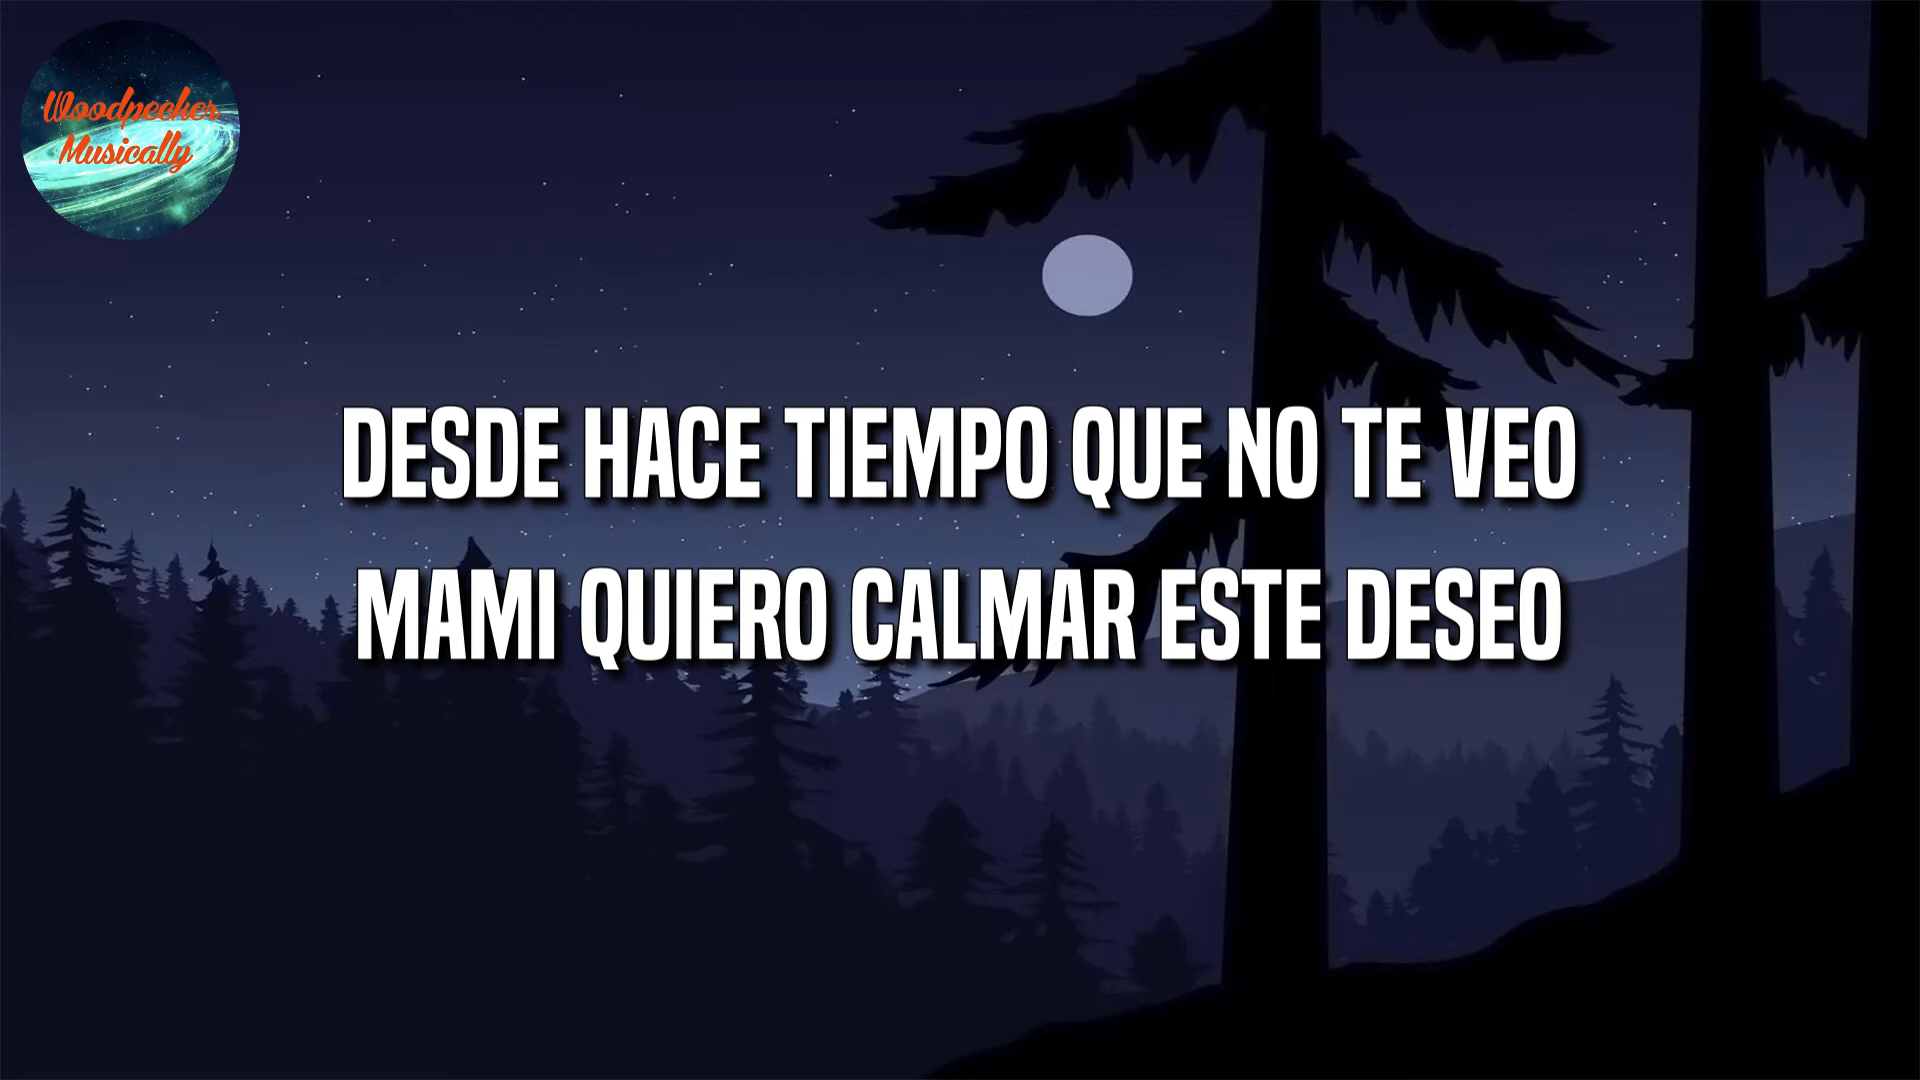 Woodpecker
Musically
DESDE HACE TIEMPO QUE NO TE VEO
MAMI QUIERO CALMAR ESTE DESEO